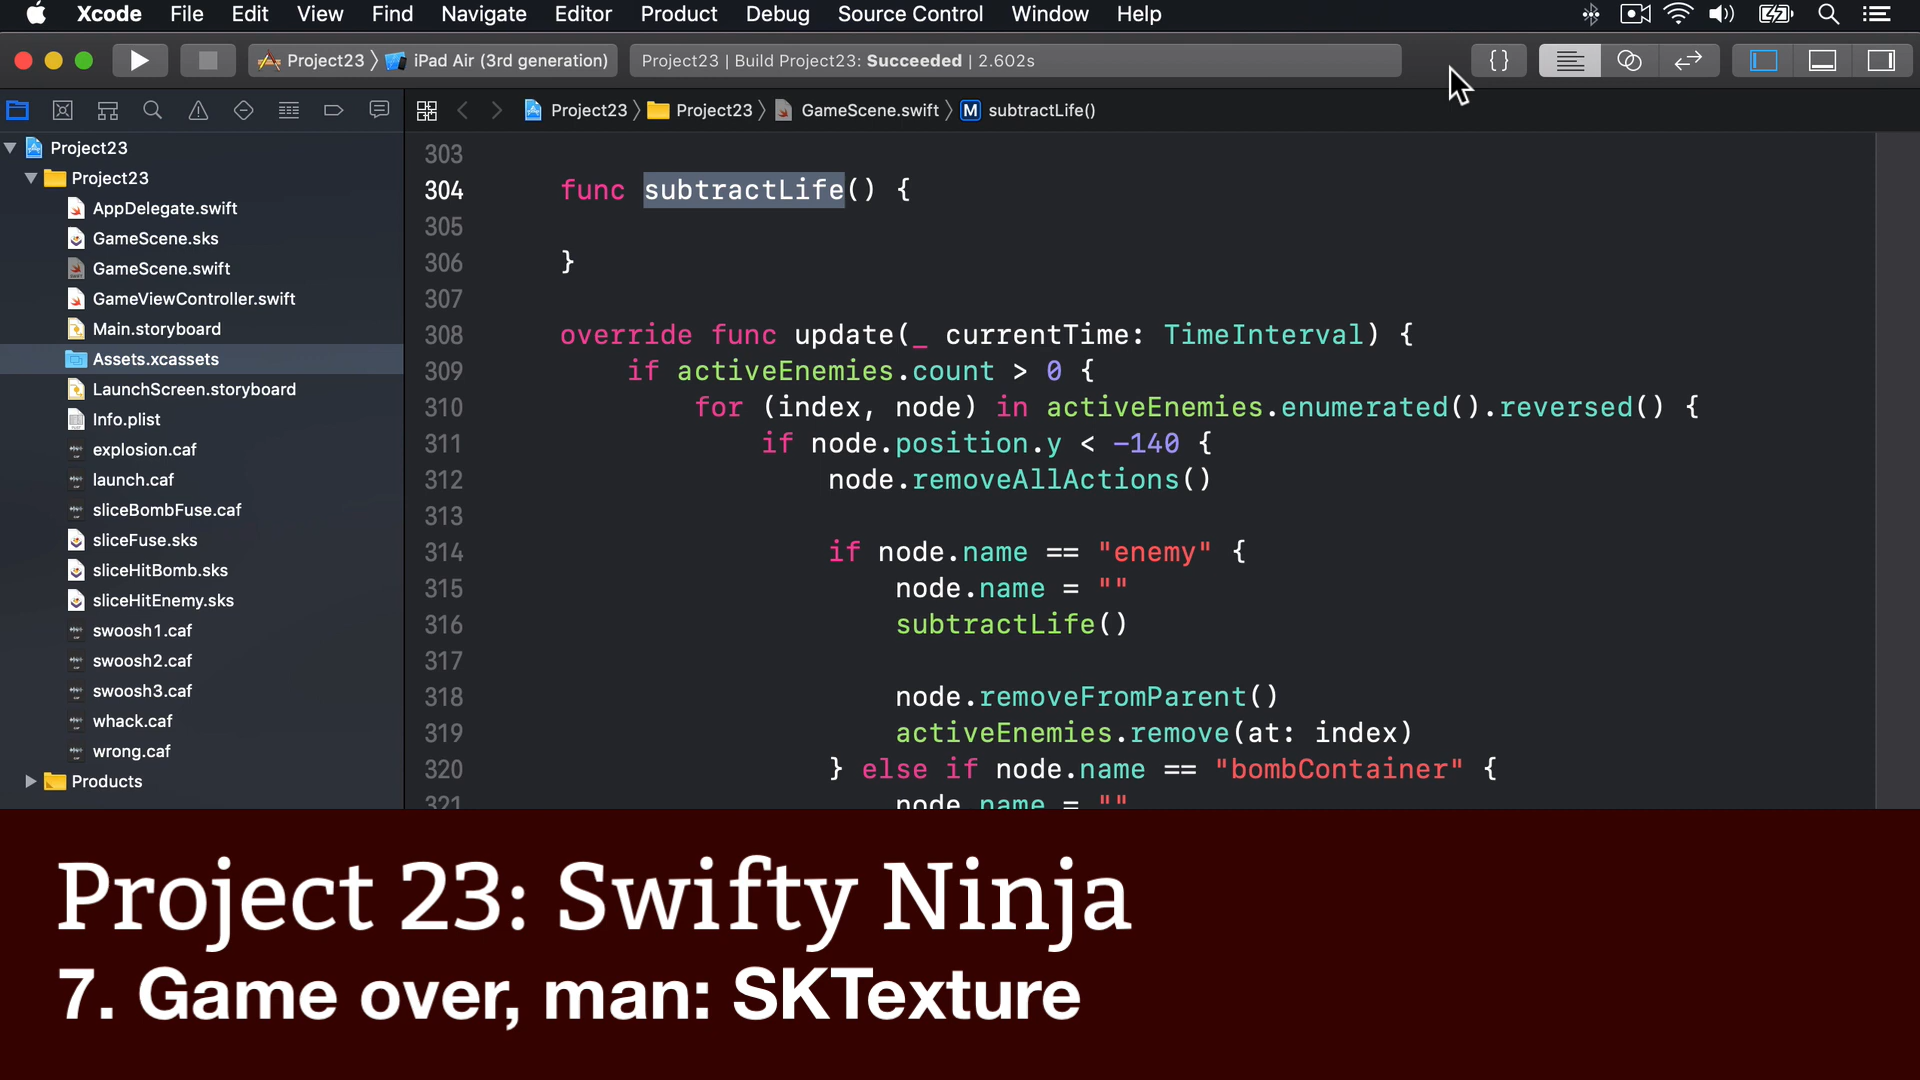 Xcode File Edit View Find Navigate Editor Product Debug Source Control Window Help
Project23 iPad Air (3rd generation) Project23 | Build Project23: Succeeded | 2.602s {}
Project23 Project23 GameScene.swift M subtractLife()
Project23
Project23
AppDelegate.swift
GameScene.sks
GameScene.swift
GameViewController.swift
Main.storyboard
Assets.xcassets
LaunchScreen.storyboard
Info.plist
explosion.caf
launch.caf
sliceBombFuse.caf
sliceFuse.sks
sliceHitBomb.sks
sliceHitEnemy.sks
swoosh1.caf
swoosh2.caf
swoosh3.caf
whack.caf
wrong.caf
Products
303
304 func subtractLife() {
305
306 }
307
308 override func update(_ currentTime: TimeInterval) {
309 if activeEnemies.count > 0 {
310 for (index, node) in activeEnemies.enumerated().reversed() {
311 if node.position.y < -140 {
312 node.removeAllActions()
313
314 if node.name == "enemy" {
315 node.name = ""
316 subtractLife()
317
318 node.removeFromParent()
319 activeEnemies.remove(at: index)
320 } else if node.name == "bombContainer" {
321 node.name = ""
Project 23: Swifty Ninja
7. Game over, man: SKTexture